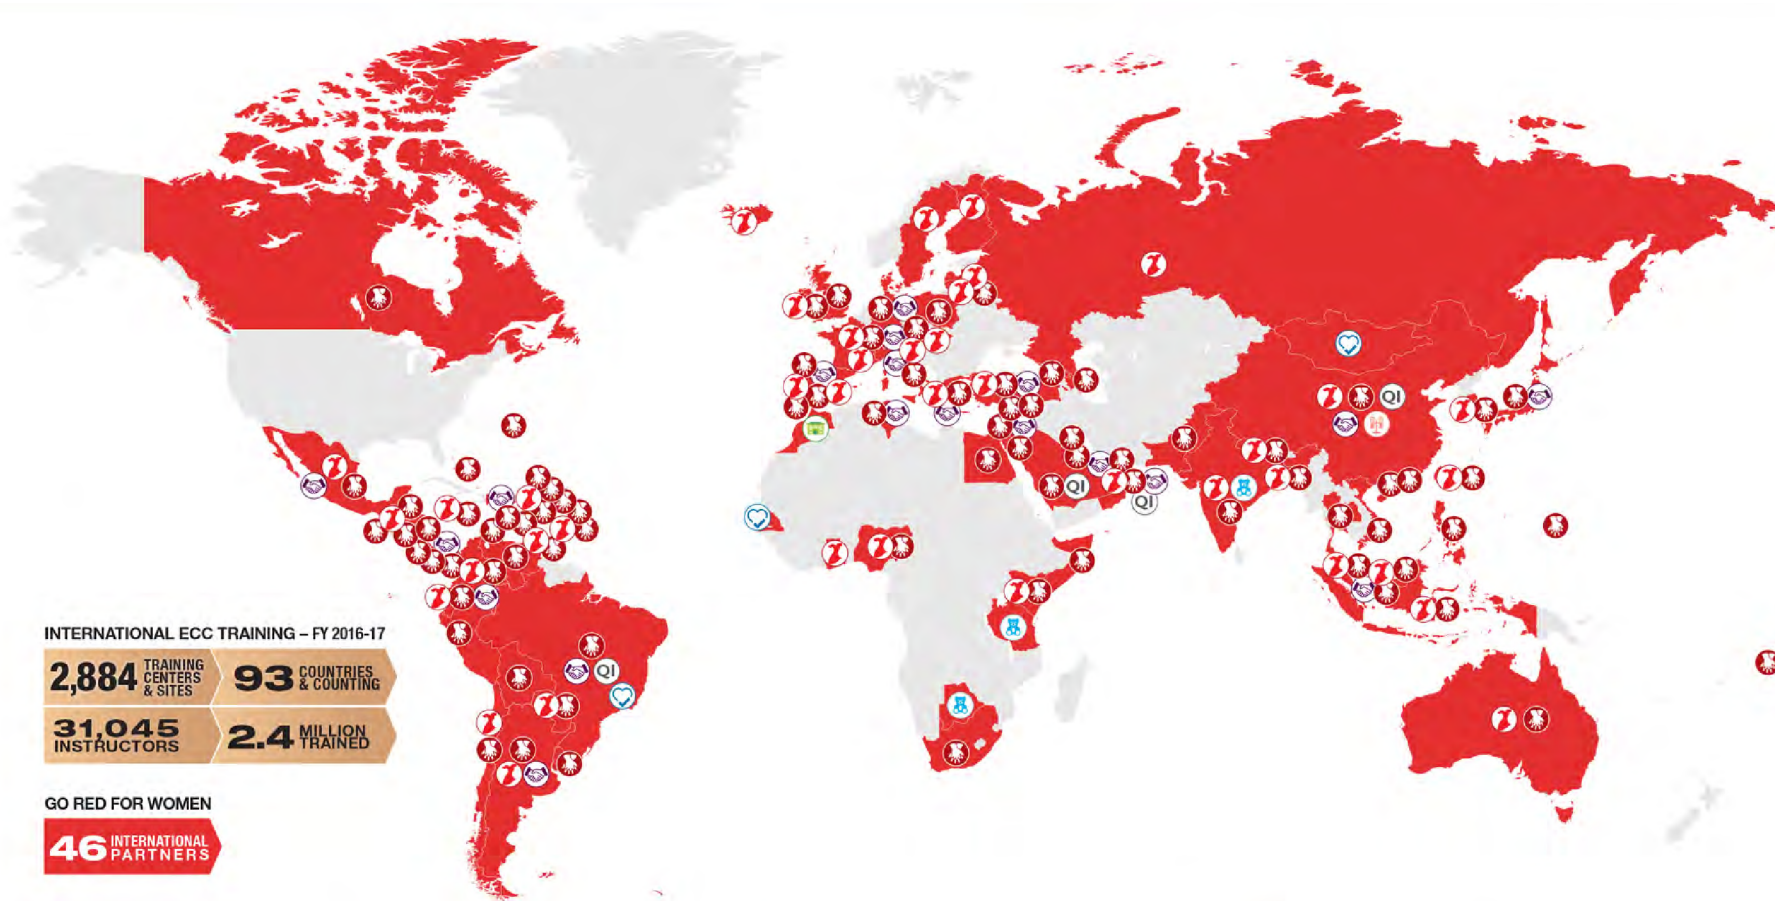 QI
QI
QI
QI
INTERNATIONAL ECC TRAINING – FY 2016-17
2,884 TRAINING
CENTERS
& SITES
93 COUNTRIES
& COUNTING
31,045
INSTRUCTORS
2.4 MILLION
TRAINED
GO RED FOR WOMEN
46 INTERNATIONAL
PARTNERS